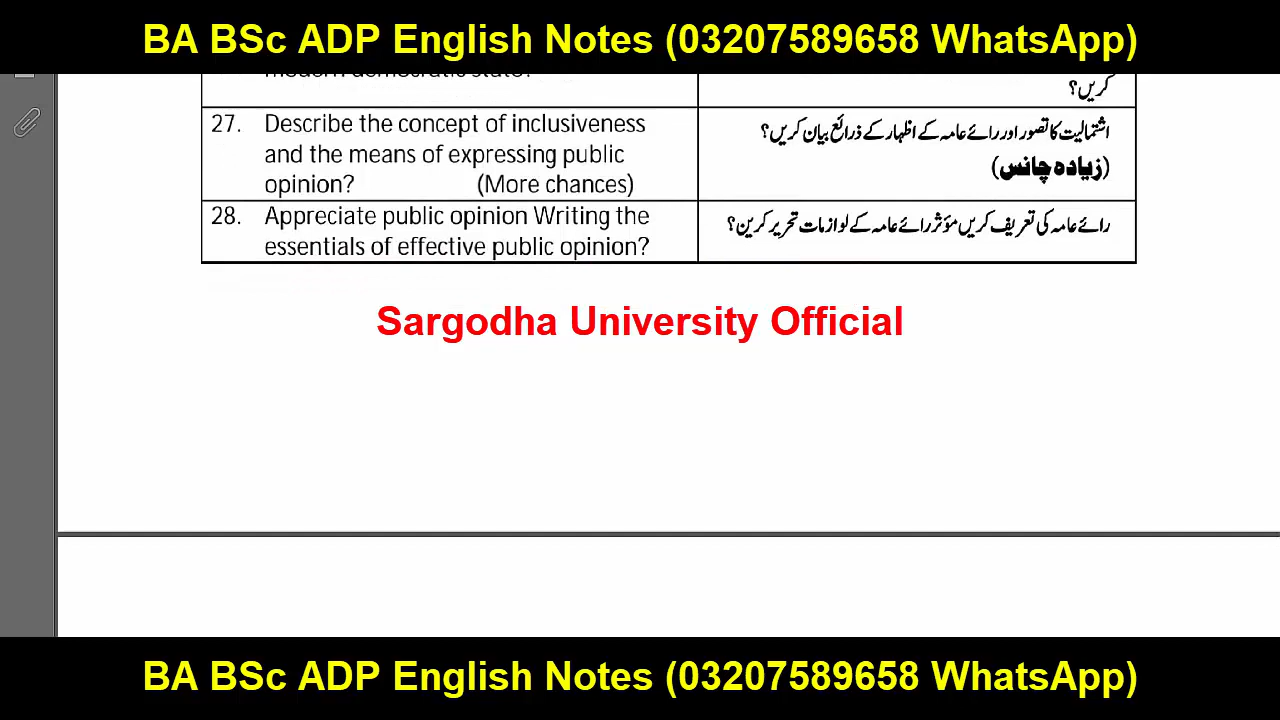 BA BSc ADP English Notes (03207589658 WhatsApp)
modern democratic state?
کریں؟
27. Describe the concept of inclusiveness
and the means of expressing public
opinion? (More chances)
اشتمالیت کا تصور اور رائے عامہ کے اظہار کے ذرائع بیان کریں؟
(زیادہ چانس)
28. Appreciate public opinion Writing the
essentials of effective public opinion?
رائے عامہ کی تعریف کریں مؤثر رائے عامہ کے لوازمات تحریر کریں؟
Sargodha University Official
BA BSc ADP English Notes (03207589658 WhatsApp)